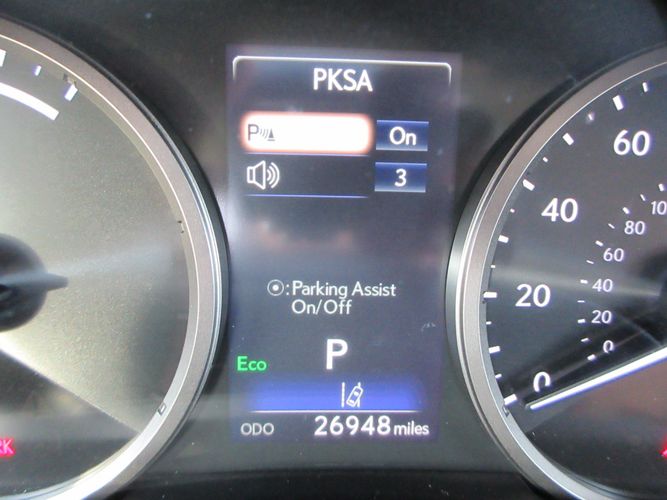 PKSA
P On
3
:Parking Assist
On/Off
P
Eco
ODO 26948 miles
60
40
20
0
80
60
40
20
0